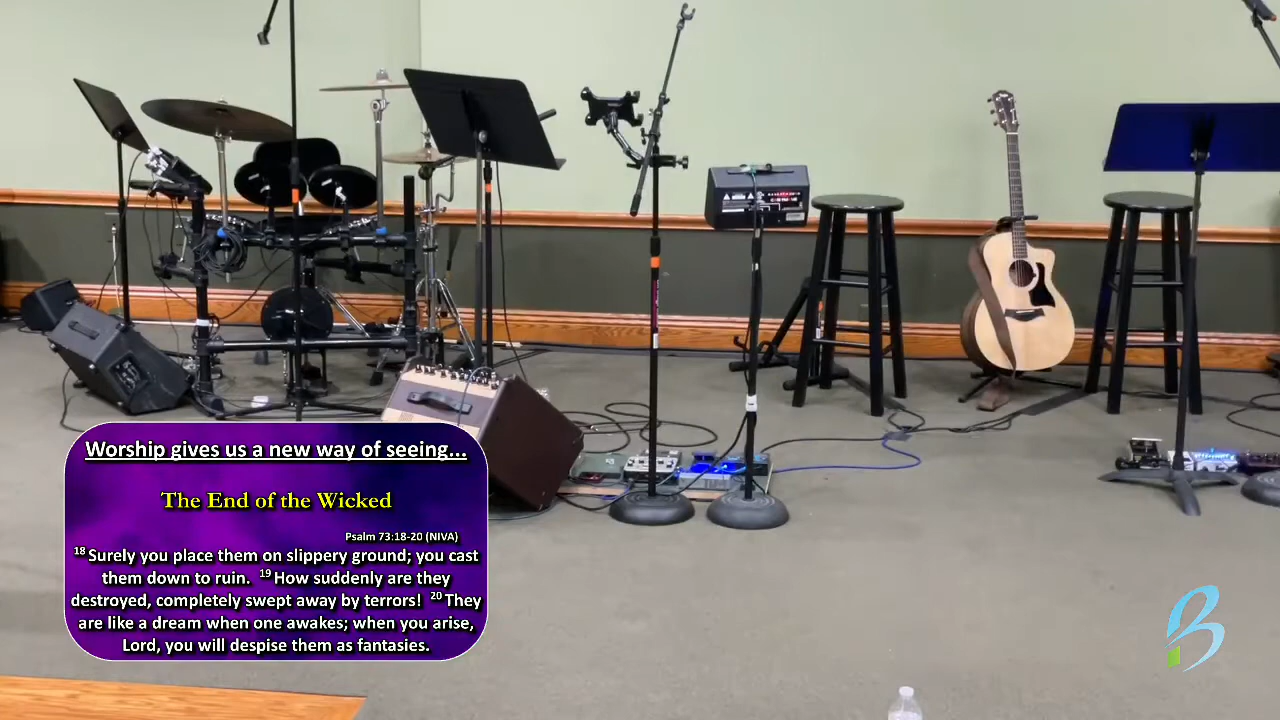 Worship gives us a new way of seeing...
The End of the Wicked
Psalm 73:18-20 (NIVA)
18 Surely you place them on slippery ground; you cast
them down to ruin. 19 How suddenly are they
destroyed, completely swept away by terrors! 20 They
are like a dream when one awakes; when you arise,
Lord, you will despise them as fantasies.